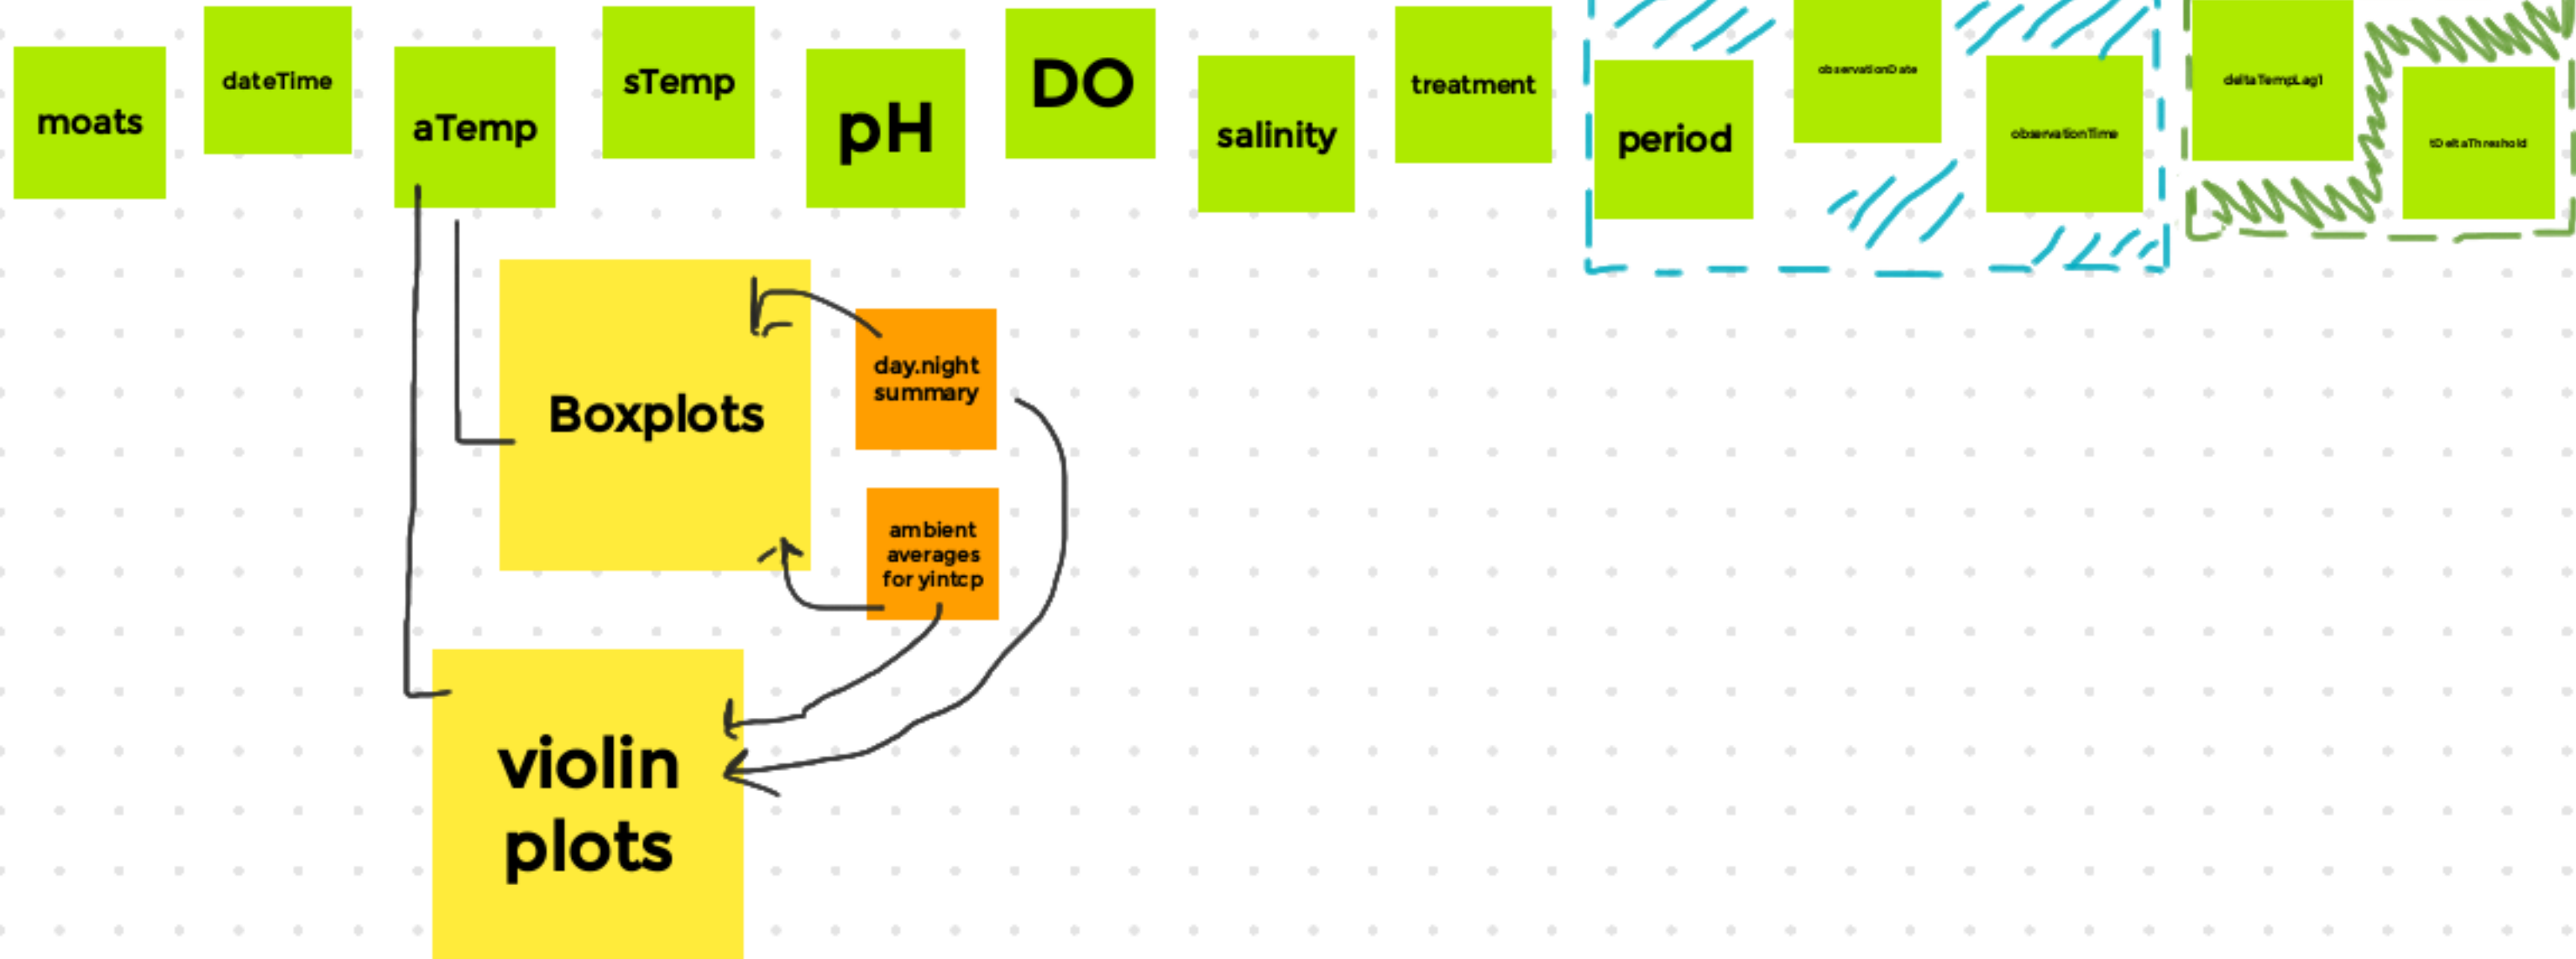 moats
dateTime
aTemp
sTemp
pH
DO
salinity
treatment
period
observationDate
observationTime
deltaTempLag1
tDeltaThreshold
Boxplots
day.night
summary
ambient
averages
for yintcp
violin
plots